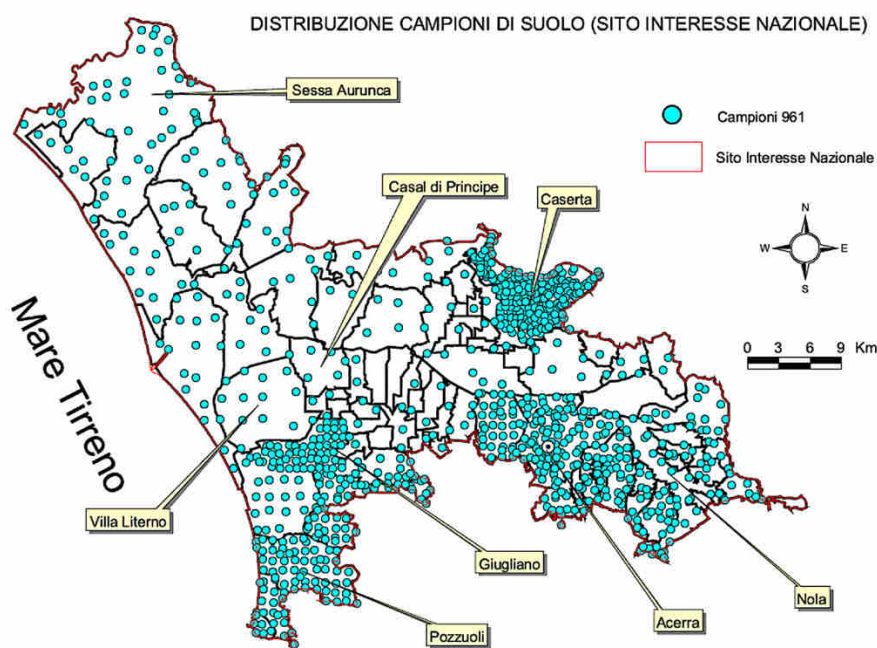 DISTRIBUZIONE CAMPIONI DI SUOLO (SITO INTERESSE NAZIONALE)
Sessa Aurunca
Campioni 961
Sito Interesse Nazionale
Casal di Principe
Caserta
N
W E
S
Mare Tirreno
0 3 6 9 Km
Villa Literno
Giugliano
Nola
Acerra
Pozzuoli